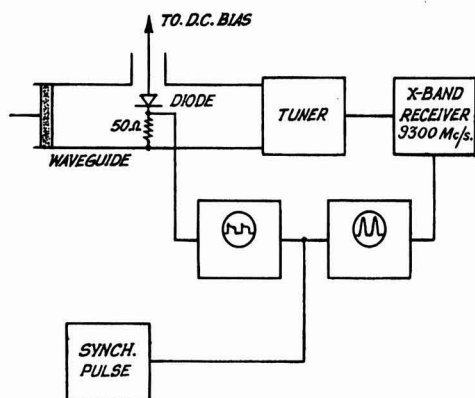 TO D.C. BIAS
DIODE
50Ω
WAVEGUIDE
TUNER
X-BAND
RECEIVER
9300 Mc/s.
SYNCH.
PULSE